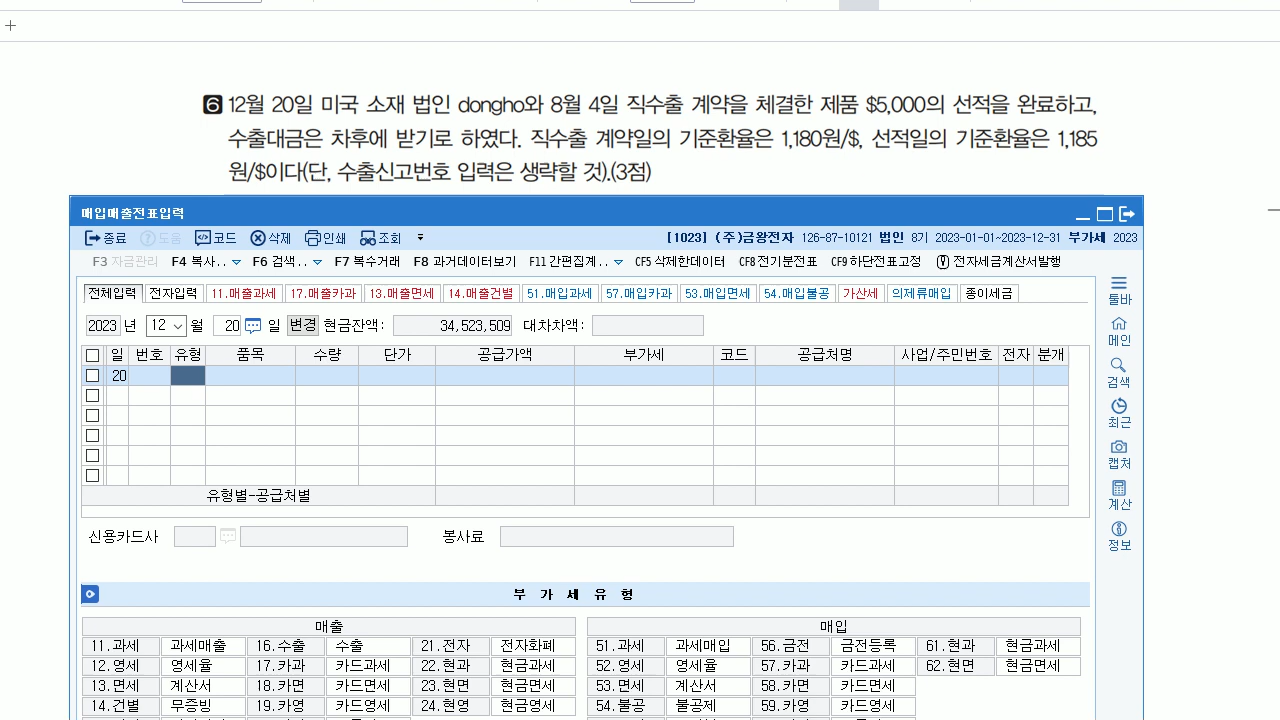 6 12월 20일 미국 소재 법인 dongho와 8월 4일 직수출 계약을 체결한 제품 $5,000의 선적을 완료하고,
수출대금은 차후에 받기로 하였다. 직수출 계약일의 기준환율은 1,180원/$, 선적일의 기준환율은 1,185
원/$이다(단, 수출신고번호 입력은 생략할 것).(3점)
매입매출전표입력
종료 도움 코드 삭제 인쇄 조회 [1023] (주)금왕전자 126-87-10121 법인 8기 2023-01-01~2023-12-31 부가세 2023
F3 자금관리 F4 복사.. F6 검색.. F7 복수거래 F8 과거데이터보기 F11 간편집계.. CF5 삭제한데이터 CF8 전기분전표 CF9 하단전표고정 전자세금계산서발행
전체입력 전자입력 11.매출과세 17.매출카과 13.매출면세 14.매출건별 51.매입과세 57.매입카과 53.매입면세 54.매입불공 가산세 의제류매입 종이세금
툴바
2023 년 12 월 20 일 변경 현금잔액: 34,523,509 대차차액:
메인
일 번호 유형 품목 수량 단가 공급가액 부가세 코드 공급처명 사업/주민번호 전자 분개
20
검색
최근
캡처
유형별-공급처별
계산
신용카드사 봉사료
정보
부 가 세 유 형
매출 매입
11.과세 과세매출 16.수출 수출 21.전자 전자화폐 51.과세 과세매입 56.금전 금전등록 61.현과 현금과세
12.영세 영세율 17.카과 카드과세 22.현과 현금과세 52.영세 영세율 57.카과 카드과세 62.현면 현금면세
13.면세 계산서 18.카면 카드면세 23.현면 현금면세 53.면세 계산서 58.카면 카드면세
14.건별 무증빙 19.카영 카드영세 24.현영 현금영세 54.불공 불공제 59.카영 카드영세